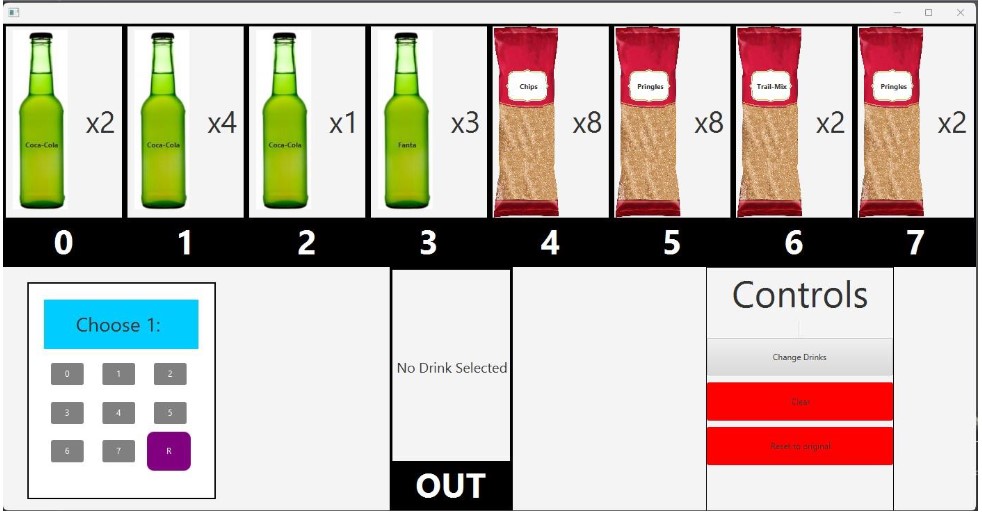 Coca-Cola
x2
Coca-Cola
x4
Coca-Cola
x1
Fanta
x3
Chips
x8
Pringles
x8
Trail-Mix
x2
Pringles
x2
0 1 2 3 4 5 6 7
Choose 1:
0 1 2
3 4 5
6 7 R
No Drink Selected
OUT
Controls
Change Drinks
Clear
Reset to original